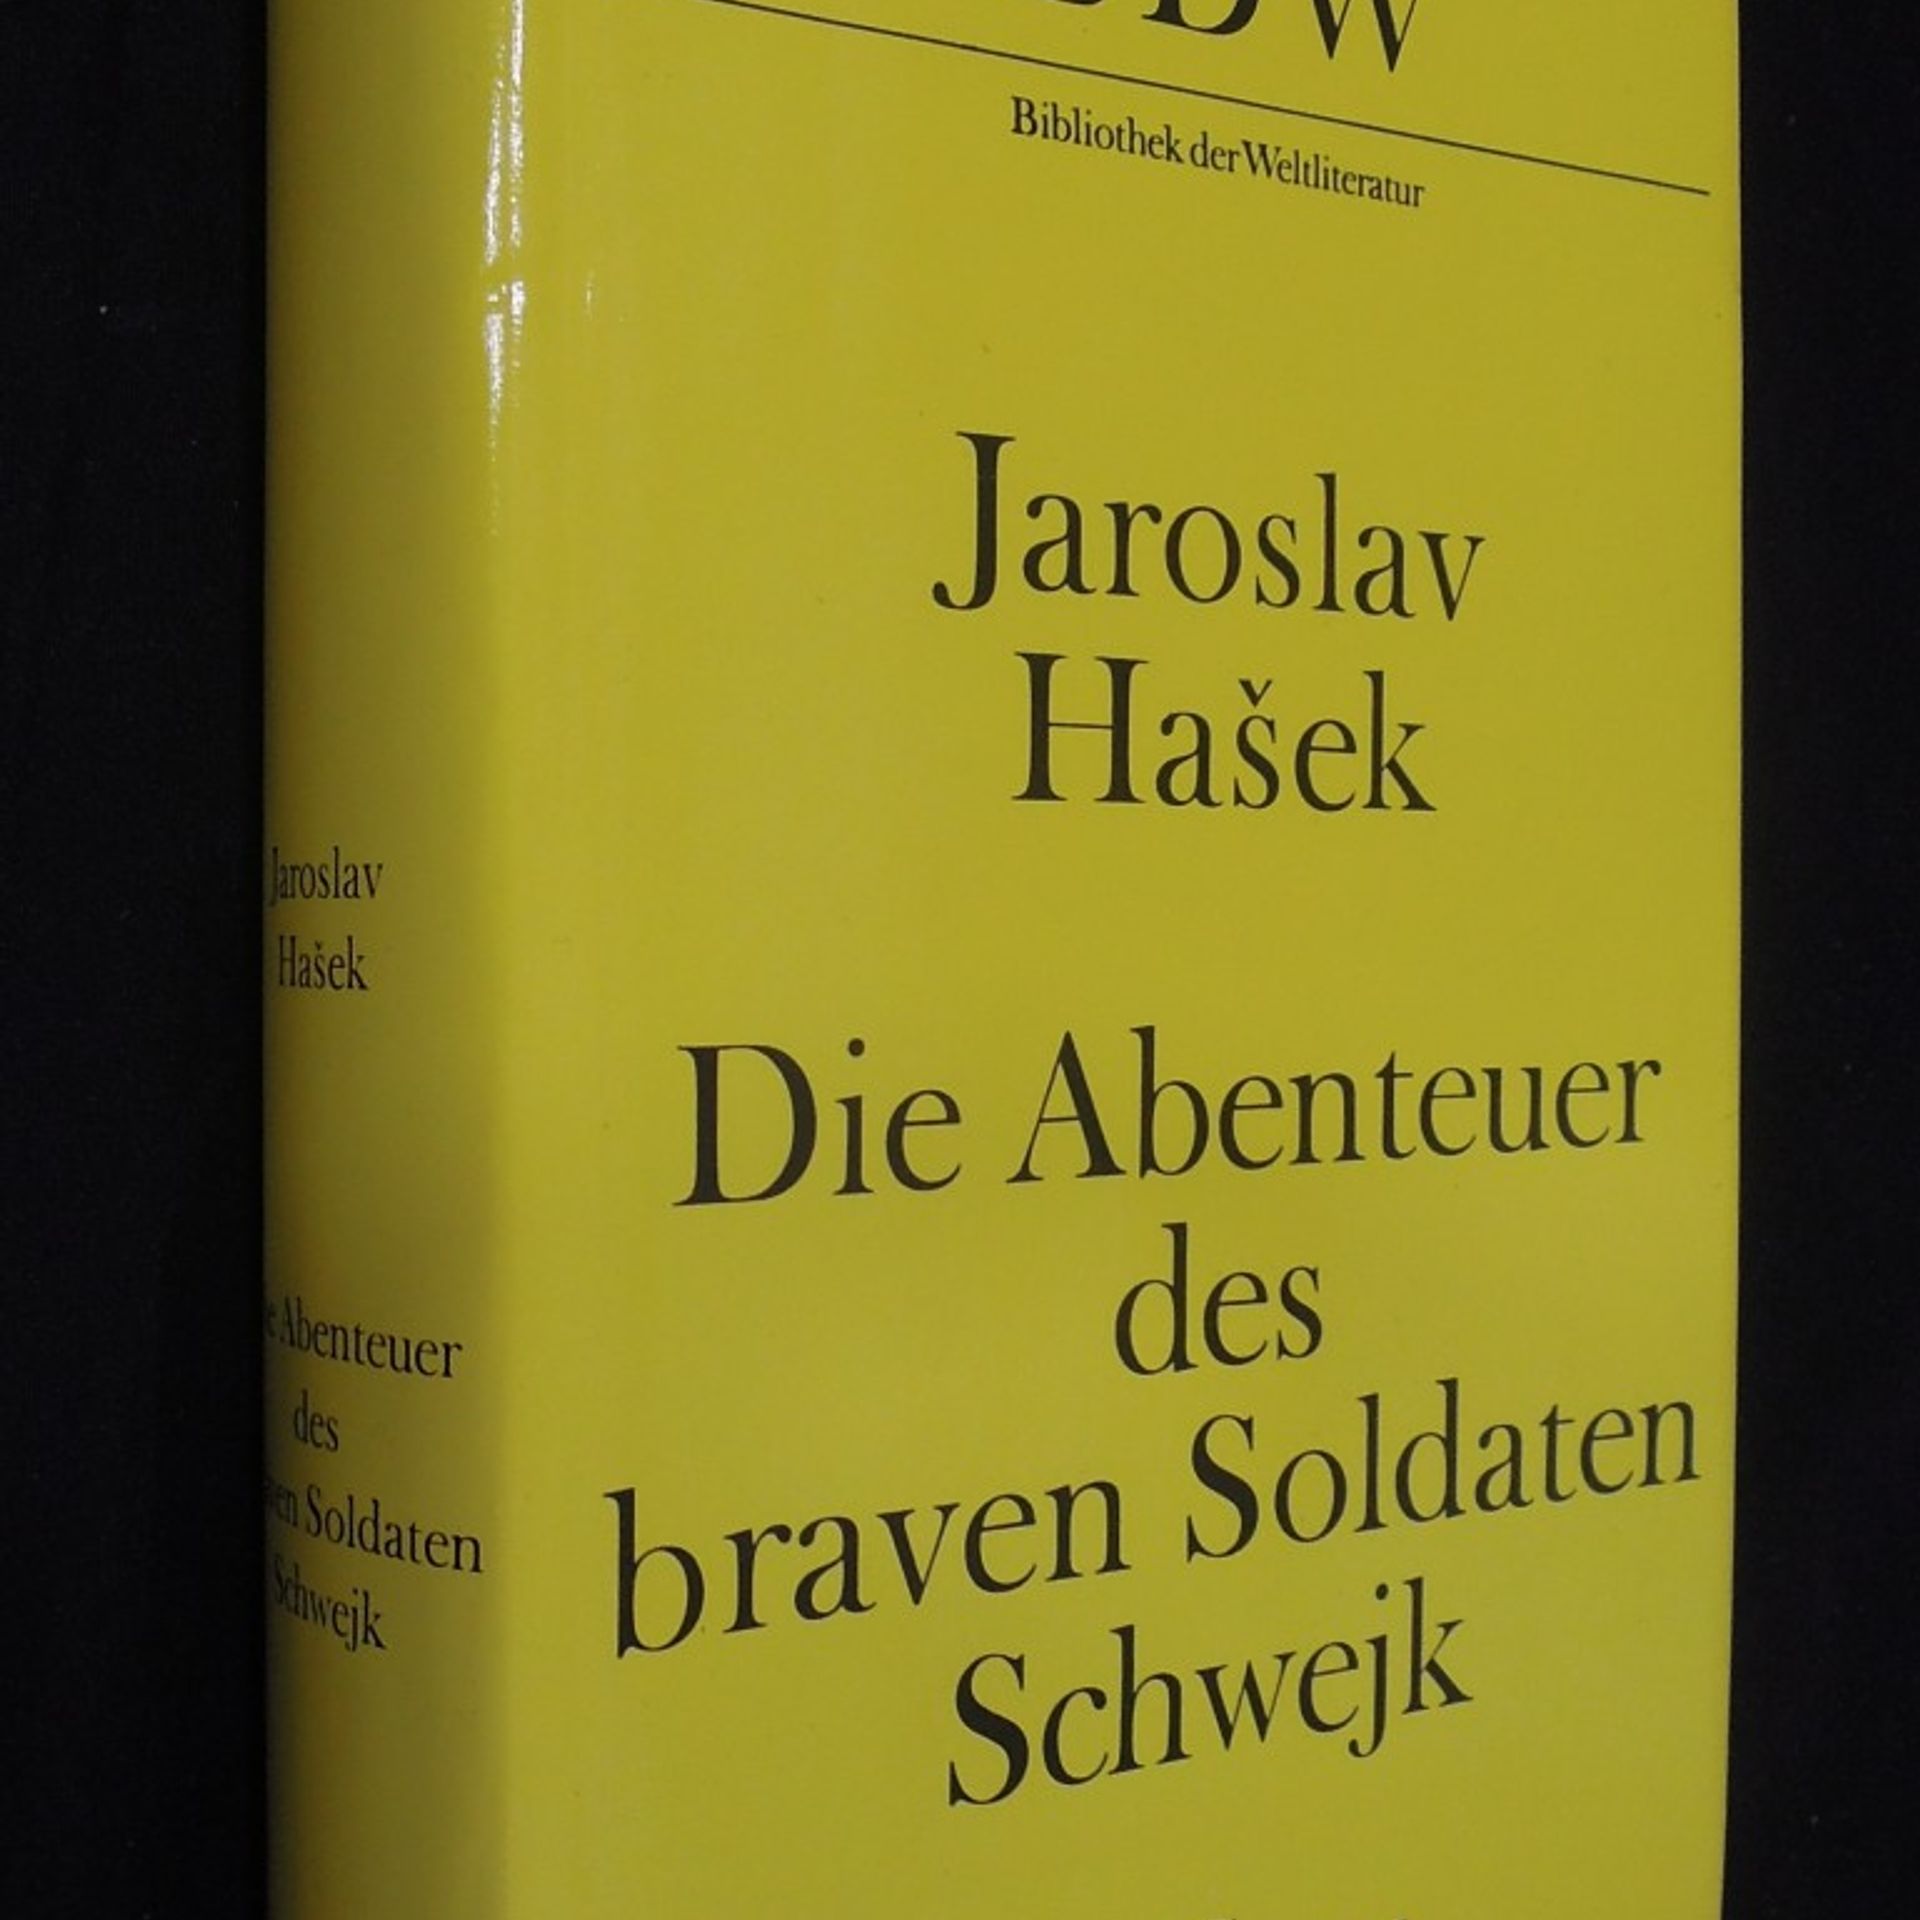 Bibliothek der Weltliteratur
Jaroslav
Hašek
Die Abenteuer
des
braven Soldaten
Schwejk
Jaroslav
Hašek
Abenteuer
des
Soldaten
Schwejk